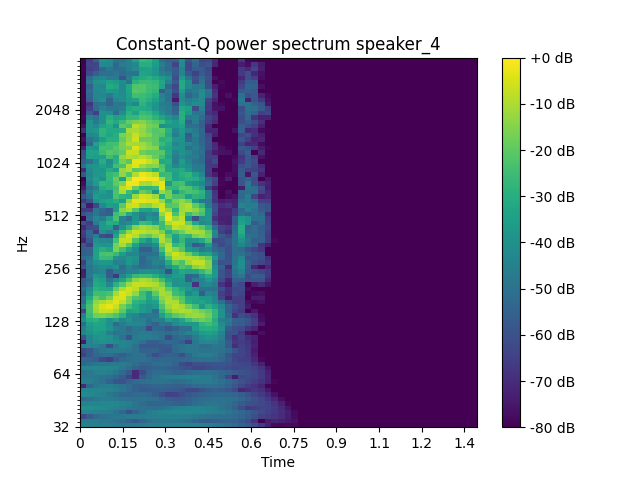 Constant-Q power spectrum speaker_4
Hz
2048
1024
512
256
128
64
32
0 0.15 0.3 0.45 0.6 0.75 0.9 1.1 1.2 1.4
Time
+0 dB
-10 dB
-20 dB
-30 dB
-40 dB
-50 dB
-60 dB
-70 dB
-80 dB